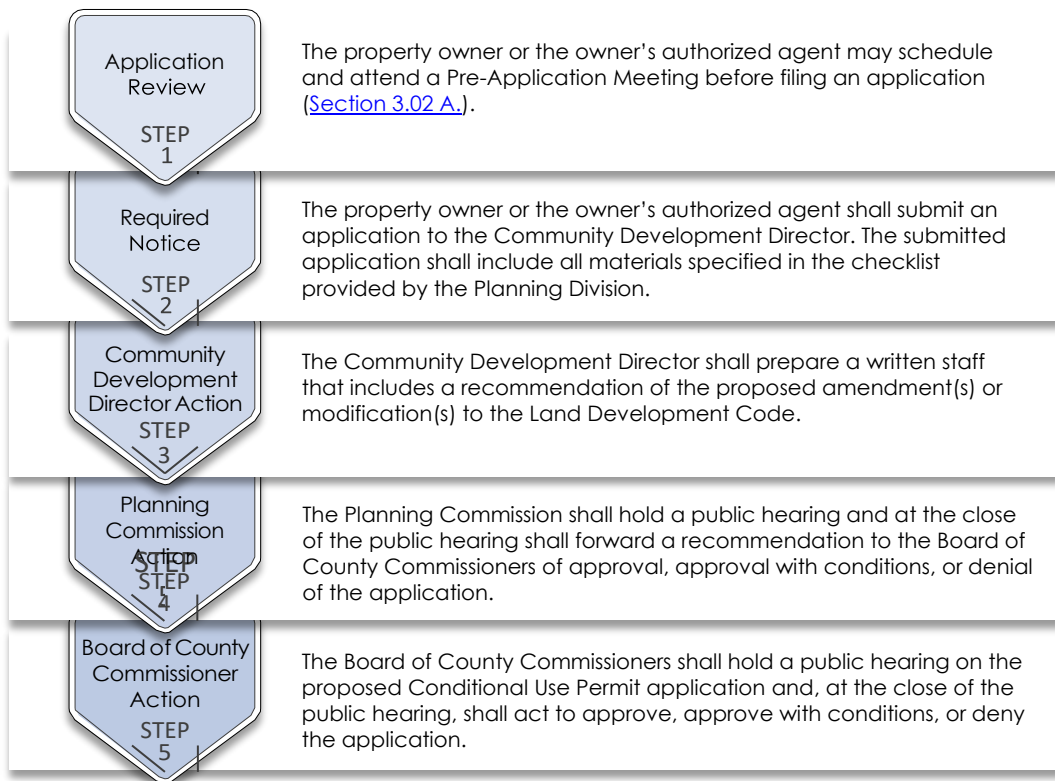 Application
Review
STEP
1
The property owner or the owner’s authorized agent may schedule
and attend a Pre-Application Meeting before filing an application
(Section 3.02 A.).
Required
Notice
STEP
2
The property owner or the owner’s authorized agent shall submit an
application to the Community Development Director. The submitted
application shall include all materials specified in the checklist
provided by the Planning Division.
Community
Development
Director Action
STEP
3
The Community Development Director shall prepare a written staff
that includes a recommendation of the proposed amendment(s) or
modification(s) to the Land Development Code.
Planning
Commission
Action
STEP
STEP
4
The Planning Commission shall hold a public hearing and at the close
of the public hearing shall forward a recommendation to the Board of
County Commissioners of approval, approval with conditions, or denial
of the application.
Board of County
Commissioner
Action
STEP
5
The Board of County Commissioners shall hold a public hearing on the
proposed Conditional Use Permit application and, at the close of the
public hearing, shall act to approve, approve with conditions, or deny
the application.